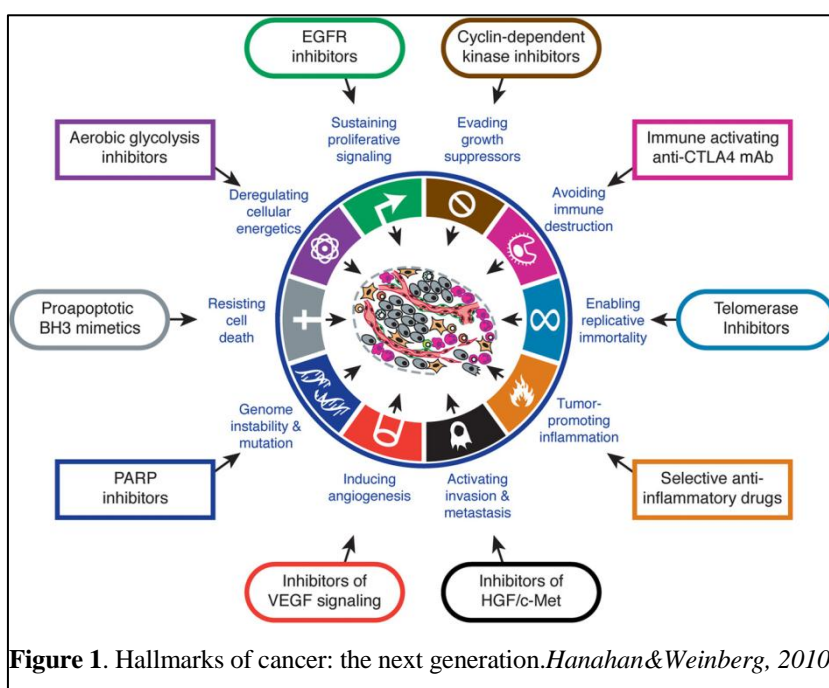 EGFR
inhibitors
Cyclin-dependent
kinase inhibitors
Aerobic glycolysis
inhibitors
Sustaining
proliferative
signaling
Evading
growth
suppressors
Immune activating
anti-CTLA4 mAb
Deregulating
cellular
energetics
Avoiding
immune
destruction
Proapoptotic
BH3 mimetics
Resisting
cell
death
Enabling
replicative
immortality
Telomerase
Inhibitors
Genome
instability &
mutation
Tumor-
promoting
inflammation
PARP
inhibitors
Inducing
angiogenesis
Activating
invasion &
metastasis
Selective anti-
inflammatory drugs
Inhibitors of
VEGF signaling
Inhibitors of
HGF/c-Met
Figure 1. Hallmarks of cancer: the next generation.Hanahan&Weinberg, 2010